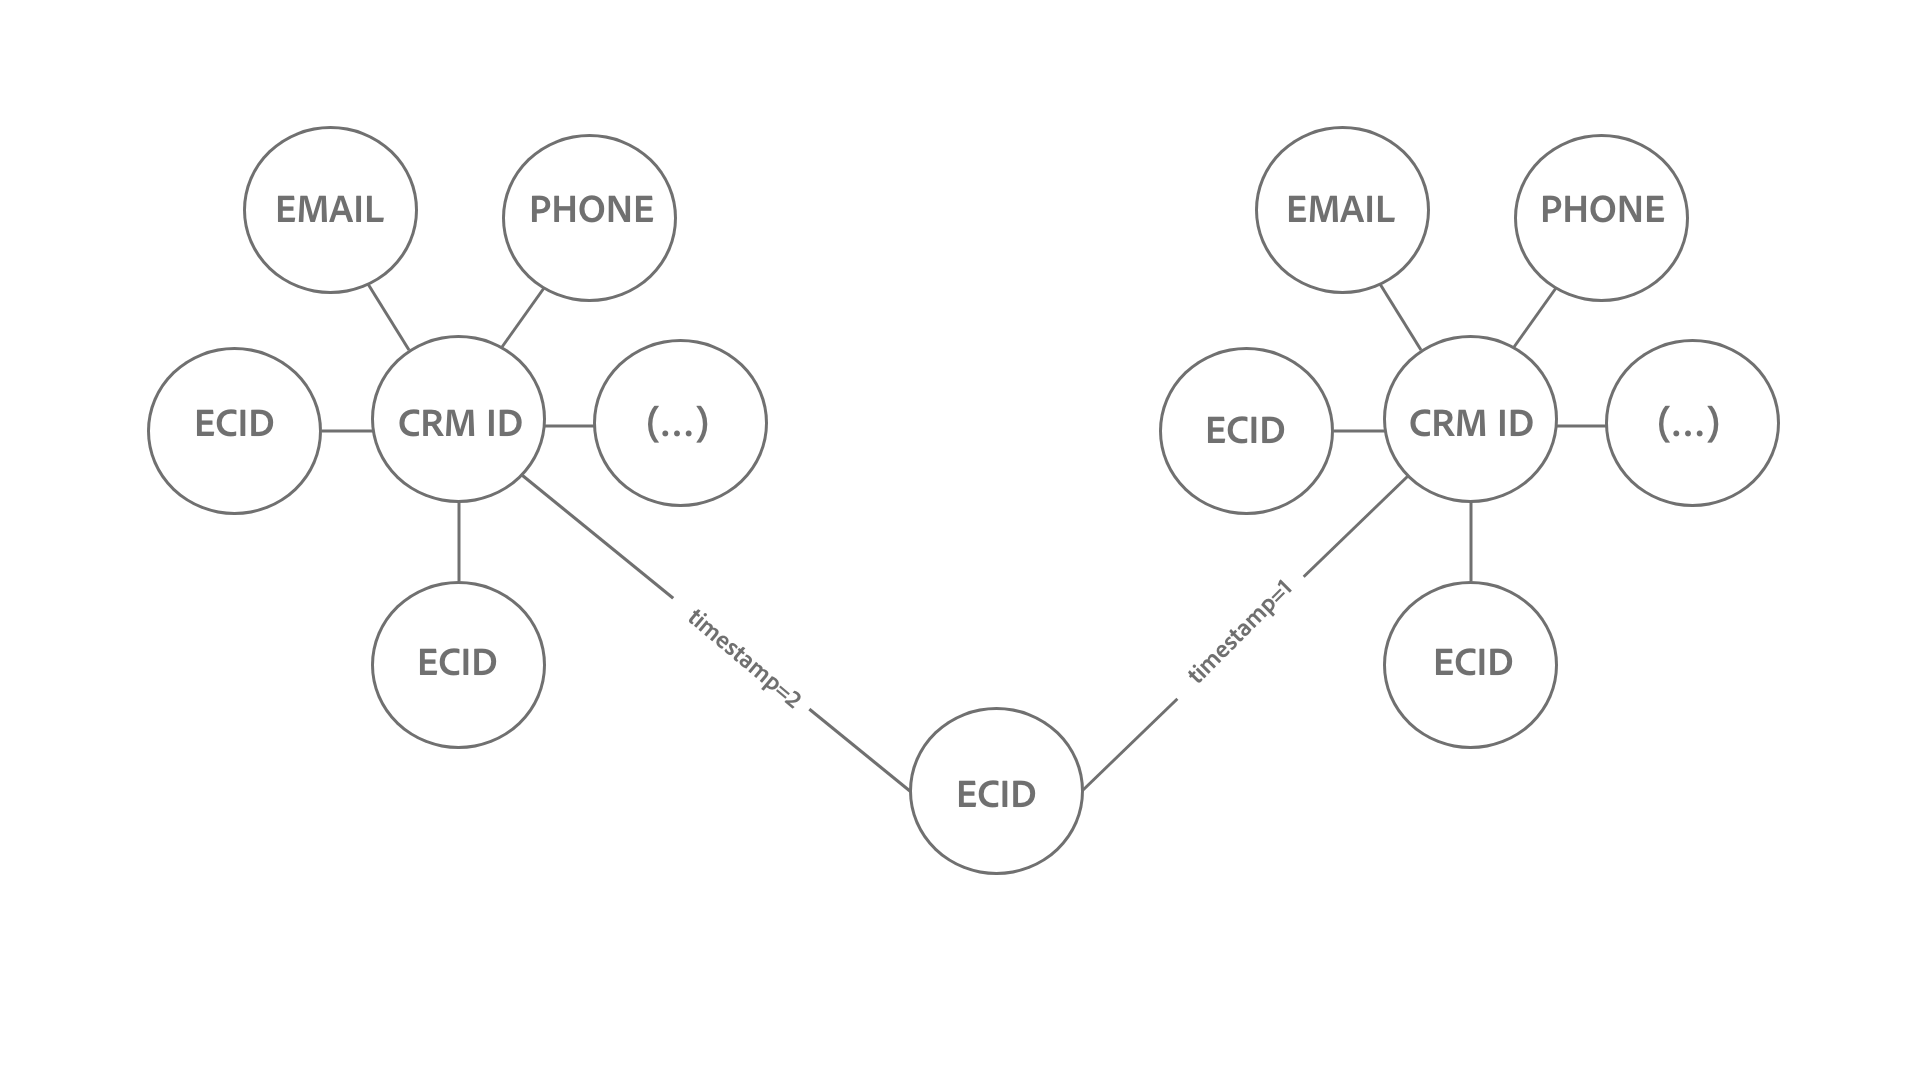 EMAIL
PHONE
ECID
CRM ID
(...)
ECID
timestamp=2
EMAIL
PHONE
ECID
CRM ID
(...)
ECID
timestamp=1
ECID